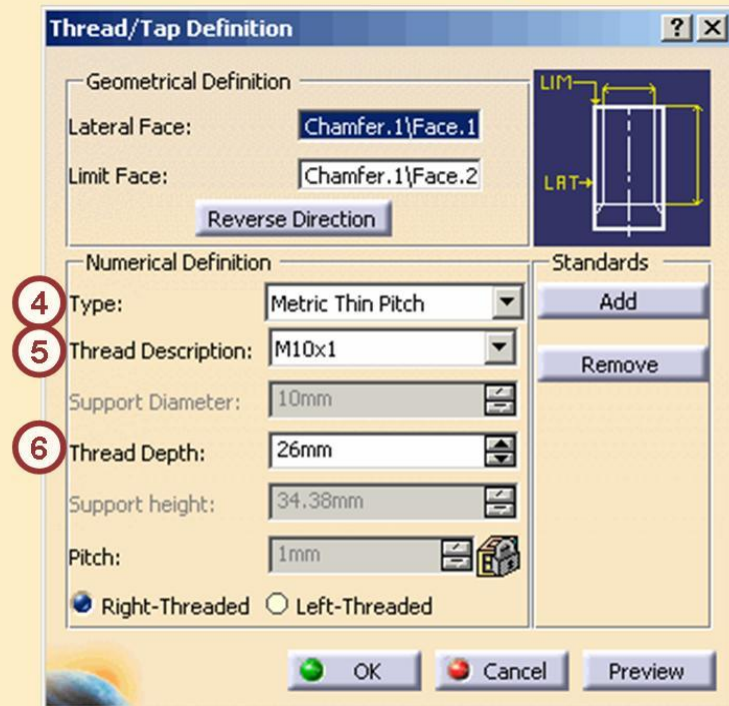 Thread/Tap Definition ? X
Geometrical Definition
Lateral Face: Chamfer.1\Face.1
Limit Face: Chamfer.1\Face.2
Reverse Direction
LIM
LAT
Numerical Definition
Standards
4 Type: Metric Thin Pitch
Add
5 Thread Description: M10x1
Remove
Support Diameter: 10mm
6 Thread Depth: 26mm
Support height: 34.38mm
Pitch: 1mm
Right-Threaded Left-Threaded
OK Cancel Preview